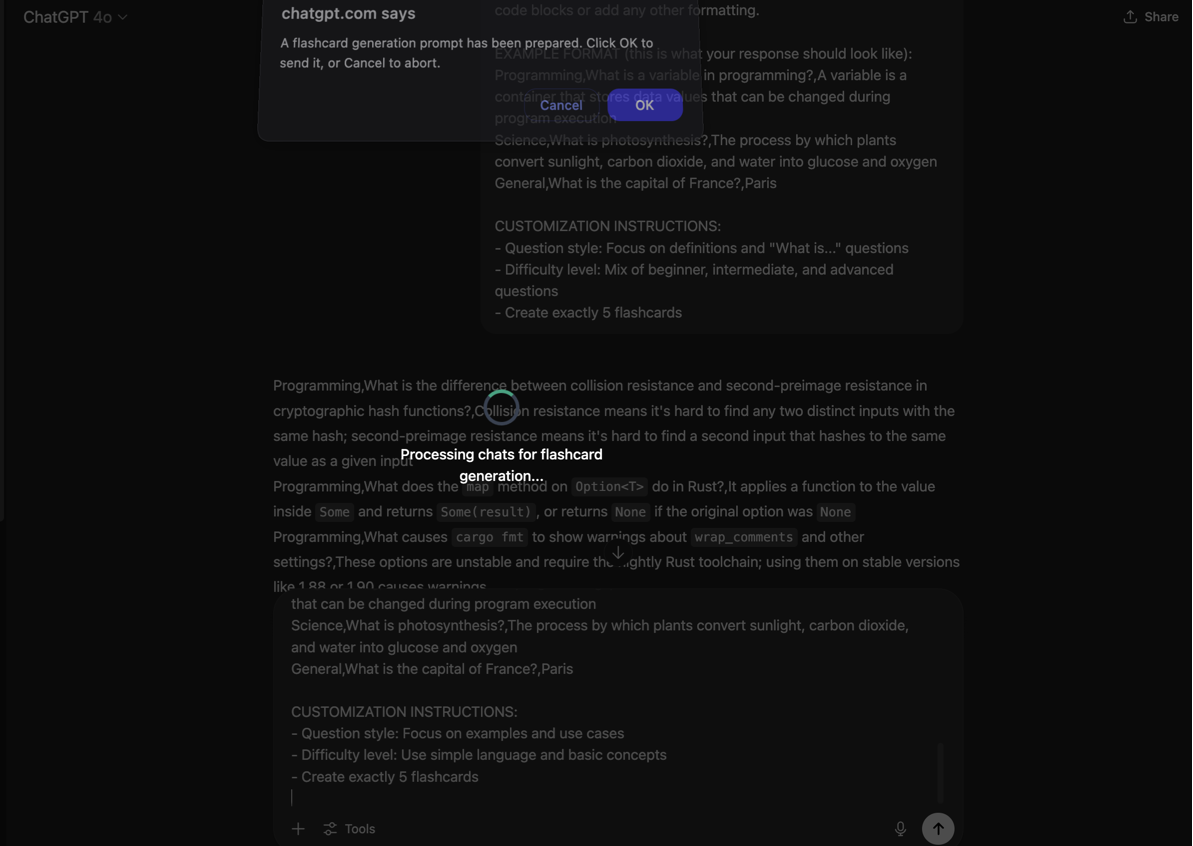 ChatGPT 4o
Share
chatgpt.com says
A flashcard generation prompt has been prepared. Click OK to
send it, or Cancel to abort.
Cancel
OK
code blocks or add any other formatting.
EXAMPLE FORMAT (this is what your response should look like):
Programming,What is a variable in programming?,A variable is a
container that stores data values that can be changed during
program execution
Science,What is photosynthesis?,The process by which plants
convert sunlight, carbon dioxide, and water into glucose and oxygen
General,What is the capital of France?,Paris
CUSTOMIZATION INSTRUCTIONS:
- Question style: Focus on definitions and "What is..." questions
- Difficulty level: Mix of beginner, intermediate, and advanced
questions
- Create exactly 5 flashcards
Programming,What is the difference between collision resistance and second-preimage resistance in
cryptographic hash functions?,Collision resistance means it's hard to find any two distinct inputs with the
same hash; second-preimage resistance means it's hard to find a second input that hashes to the same
value as a given input
Processing chats for flashcard
generation...
Programming,What does the map method on Option<T> do in Rust?,It applies a function to the value
inside Some and returns Some(result), or returns None if the original option was None
Programming,What causes cargo fmt to show warnings about wrap_comments and other
settings?,These options are unstable and require the nightly Rust toolchain; using them on stable versions
like 1.88 or 1.90 causes warnings
that can be changed during program execution
Science,What is photosynthesis?,The process by which plants convert sunlight, carbon dioxide,
and water into glucose and oxygen
General,What is the capital of France?,Paris
CUSTOMIZATION INSTRUCTIONS:
- Question style: Focus on examples and use cases
- Difficulty level: Use simple language and basic concepts
- Create exactly 5 flashcards
Tools